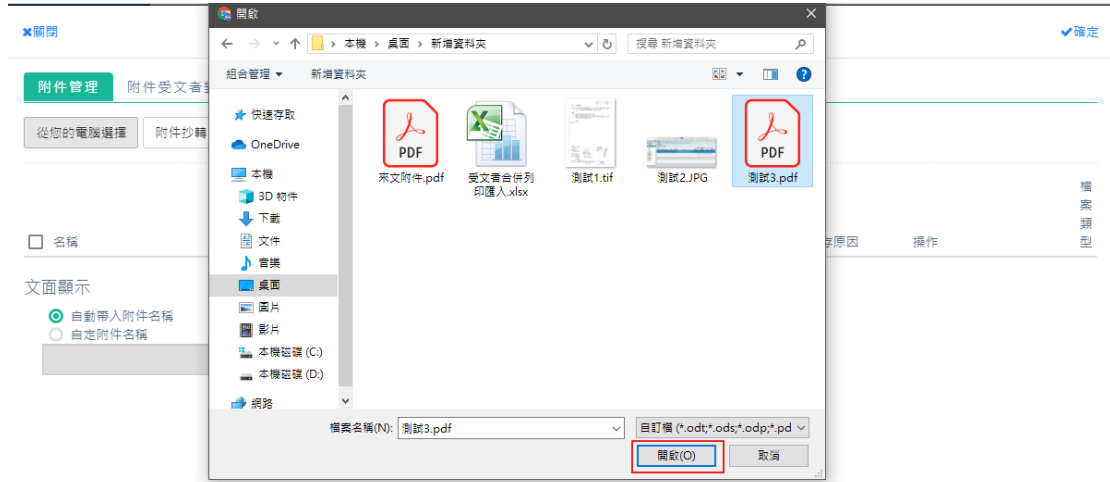 開啟
✖關閉
✔確定
本機 › 桌面 › 新增資料夾
搜尋 新增資料夾
組合管理
新增資料夾
附件管理
附件受文者
從您的電腦選擇
附件抄轉
快速存取
OneDrive
本機
3D 物件
下載
文件
音樂
桌面
圖片
影片
本機磁碟 (C:)
本機磁碟 (D:)
網路
PDF
來文附件.pdf
受文者合併列
印匯入.xlsx
測試1.tif
測試2.JPG
PDF
測試3.pdf
名稱
存原因
操作
檔
案
類
型
文面顯示
自動帶入附件名稱
自定附件名稱
檔案名稱(N):
測試3.pdf
自訂檔 (*.odt;*.ods;*.odp;*.pd
開啟(O)
取消